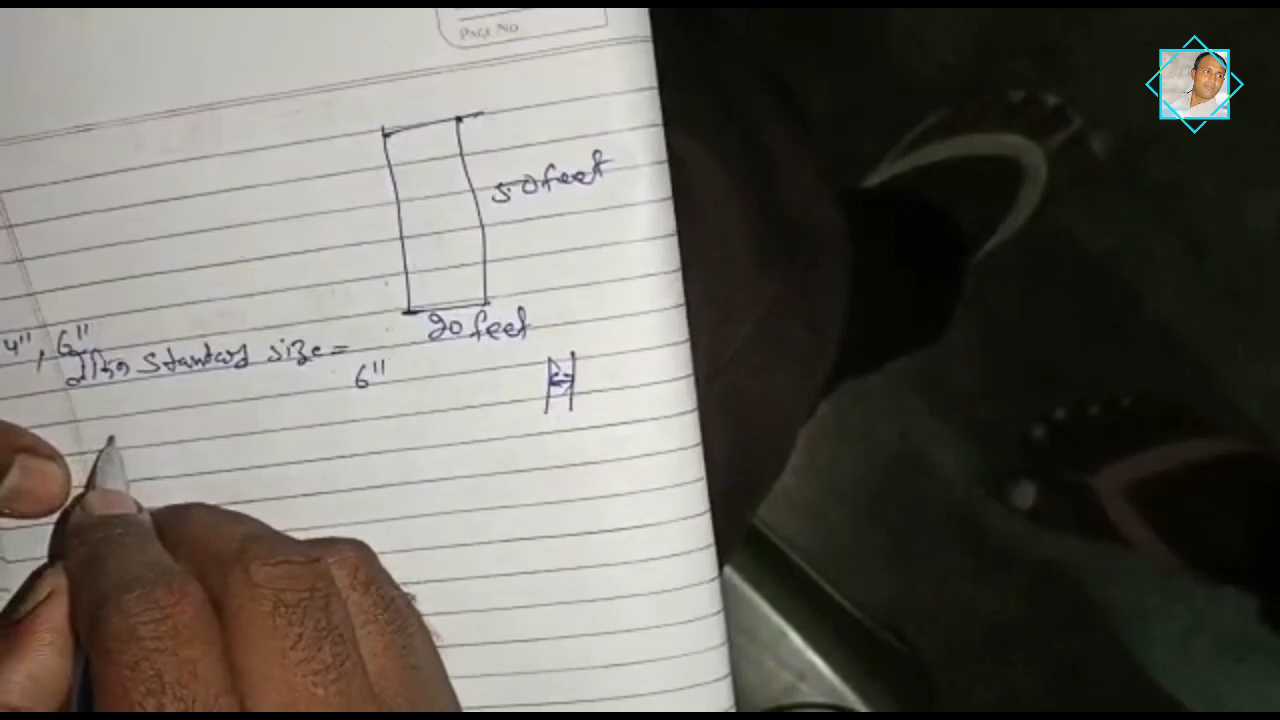 PAGE NO
50 feet
20 feet
4", 6"
standard size =
6"